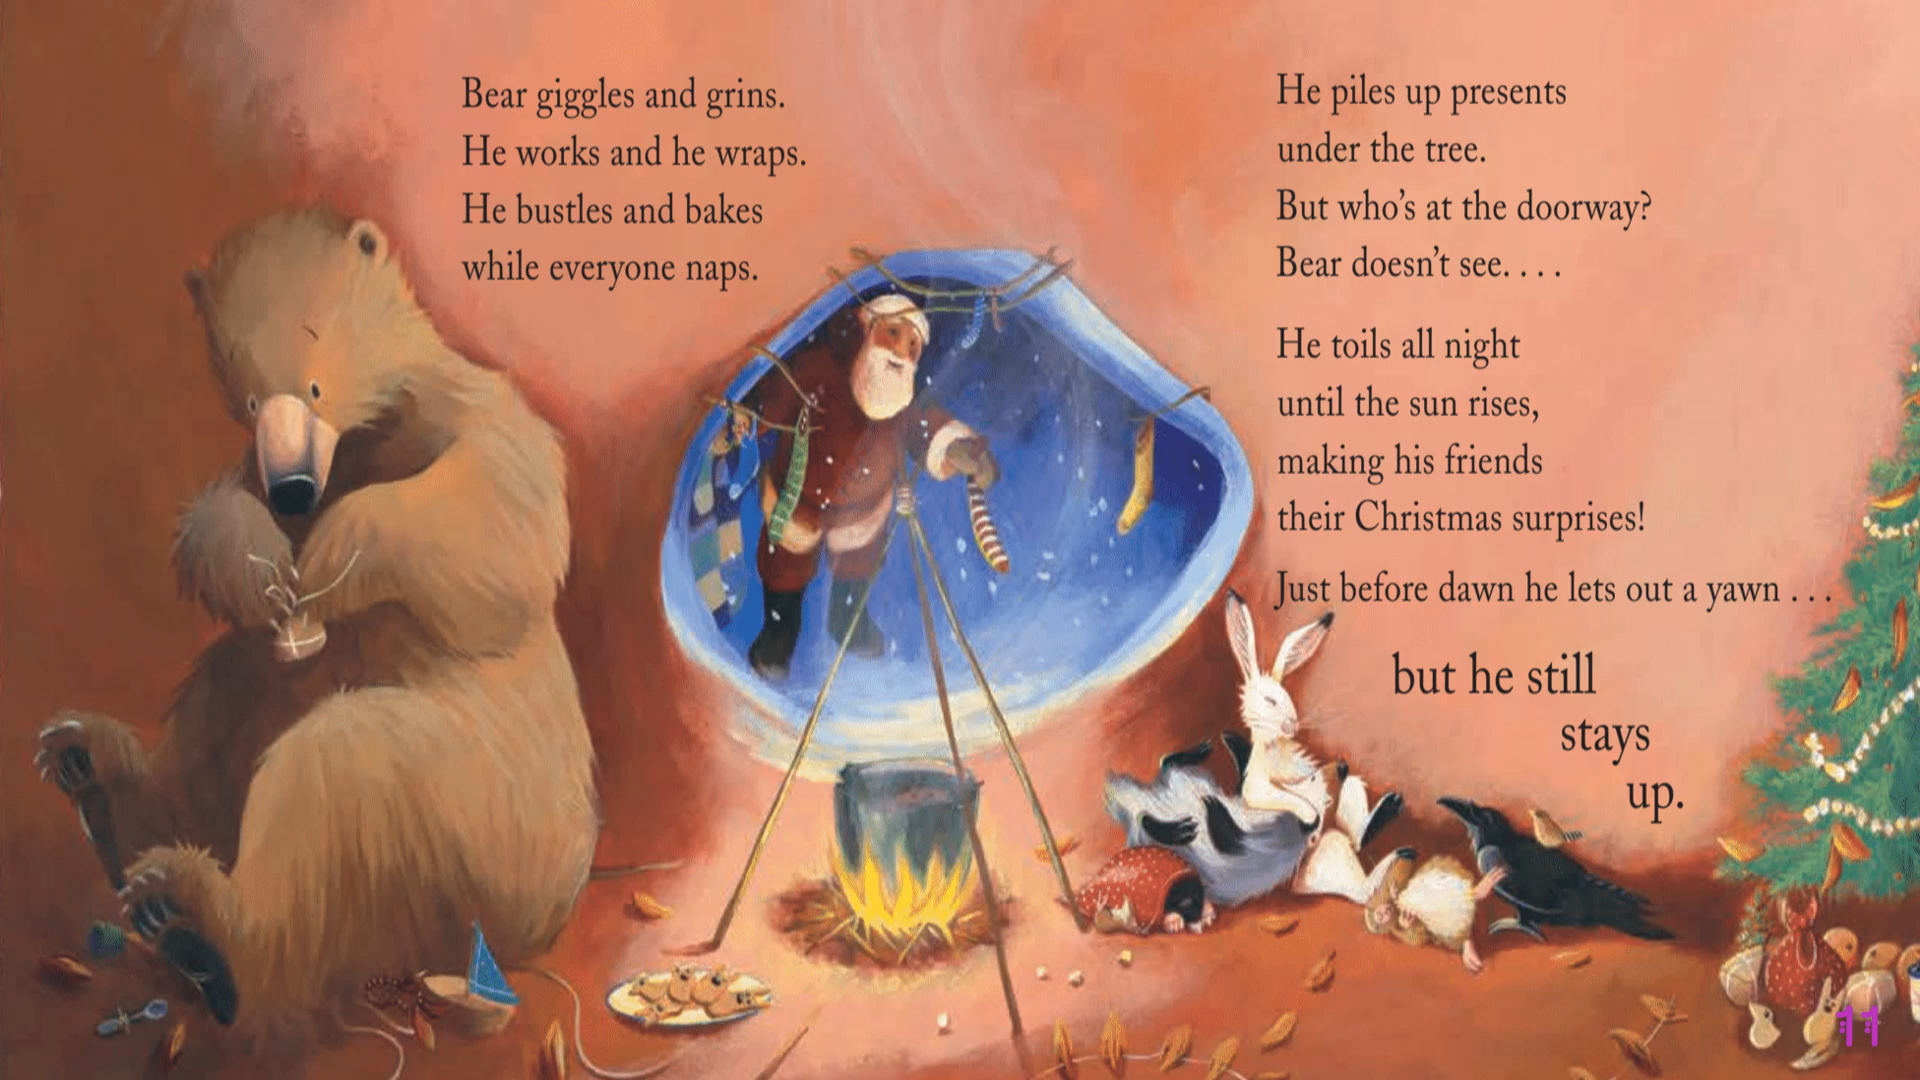 Bear giggles and grins.
He works and he wraps.
He bustles and bakes
while everyone naps.
He piles up presents
under the tree.
But who’s at the doorway?
Bear doesn’t see. . . .
He toils all night
until the sun rises,
making his friends
their Christmas surprises!
Just before dawn he lets out a yawn . . .
but he still
stays
up.
11